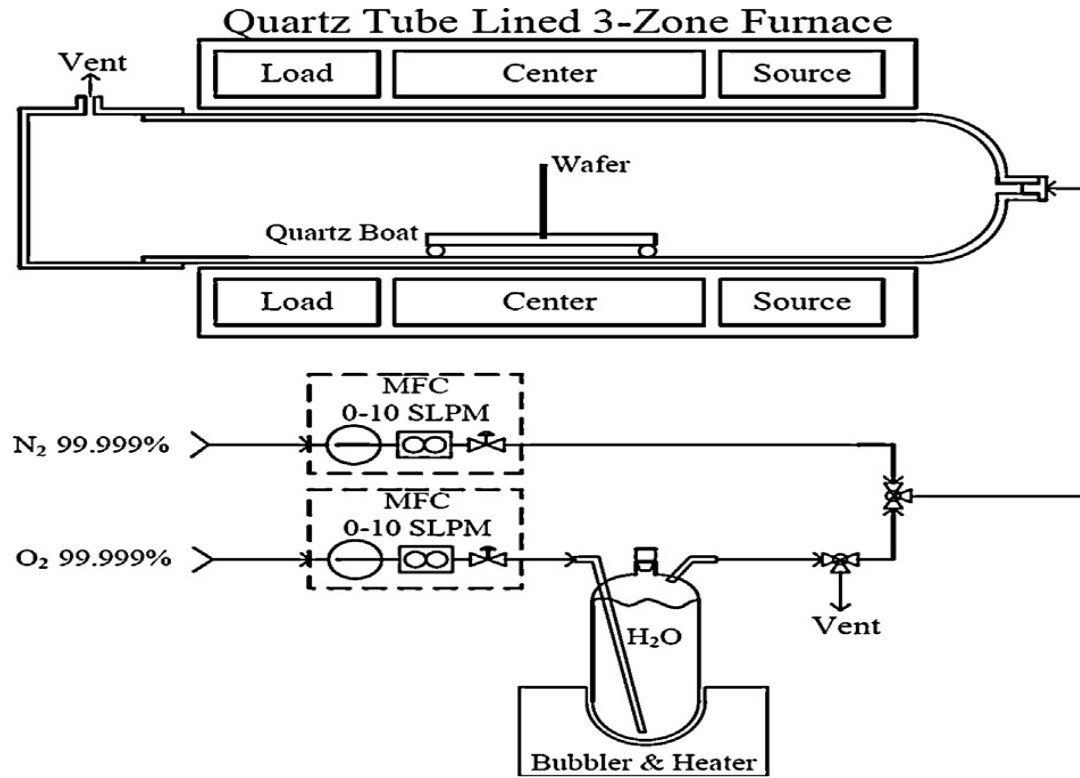 Quartz Tube Lined 3-Zone Furnace
Vent
Load
Center
Source
Wafer
Quartz Boat
Load
Center
Source
MFC
0-10 SLPM
N₂ 99.999%
MFC
0-10 SLPM
O₂ 99.999%
H₂O
Vent
Bubbler & Heater